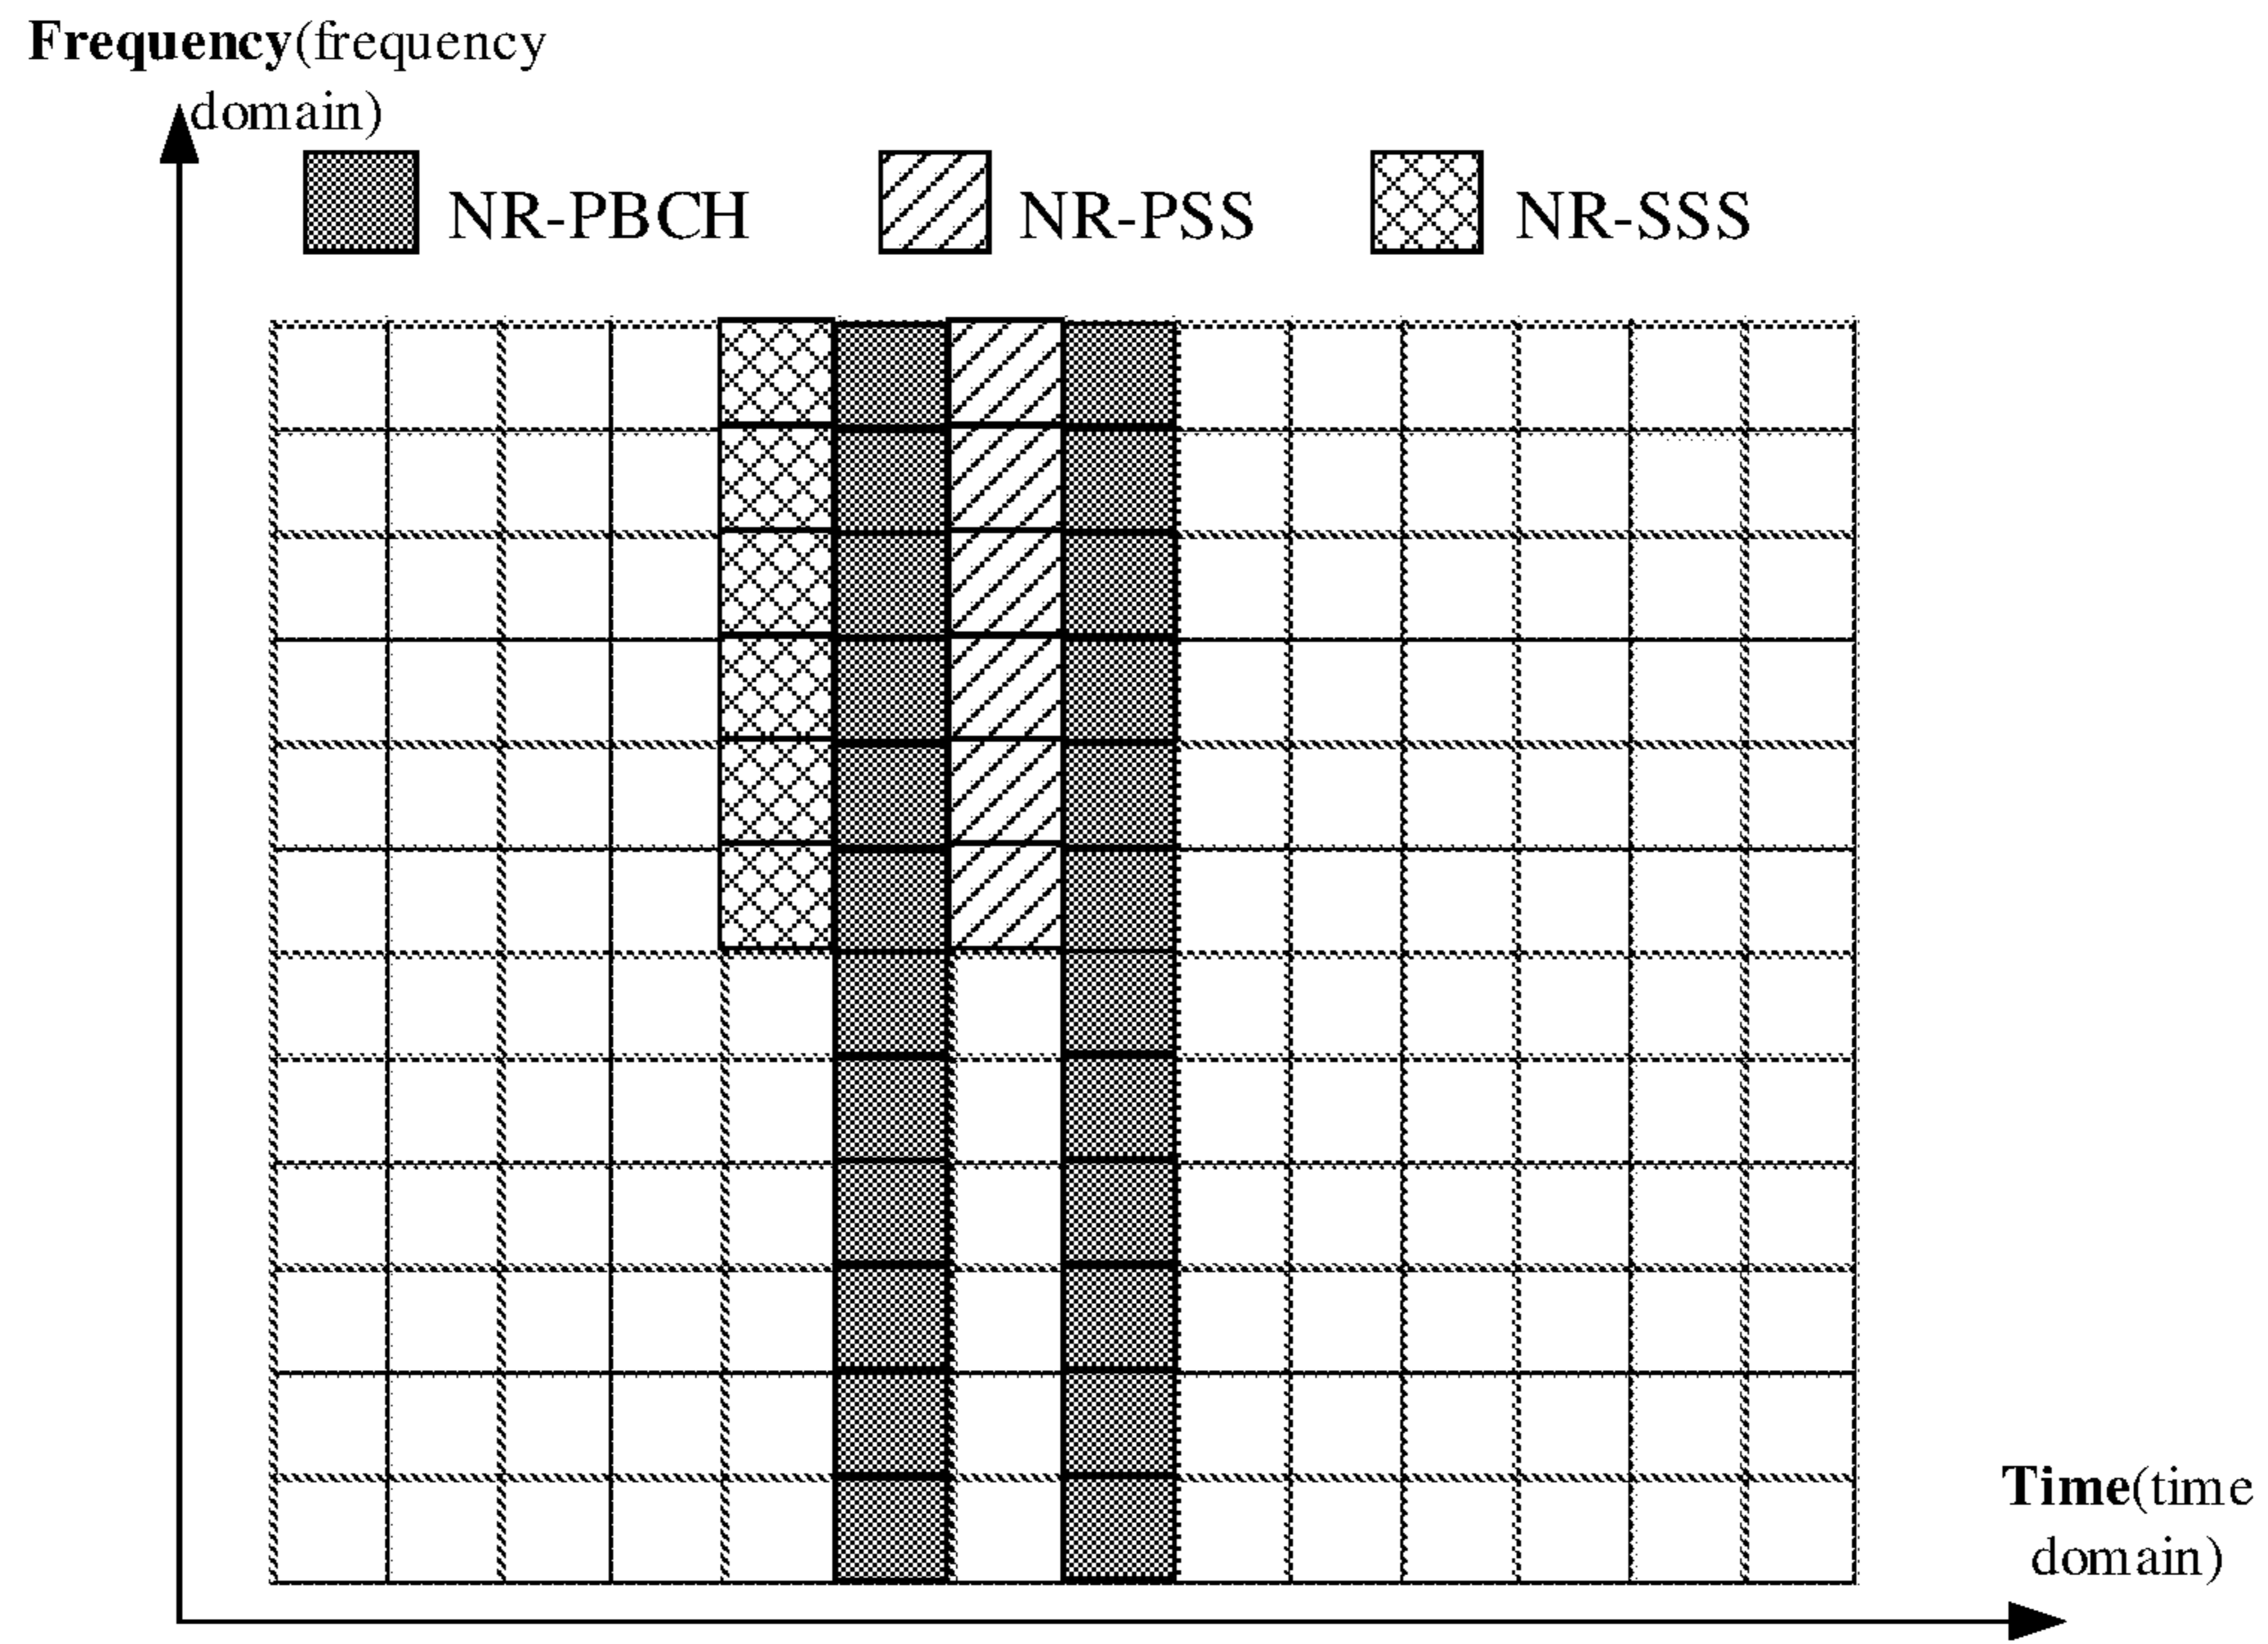 Frequency(frequency
domain)
NR-PBCH NR-PSS NR-SSS
Time(time
domain)